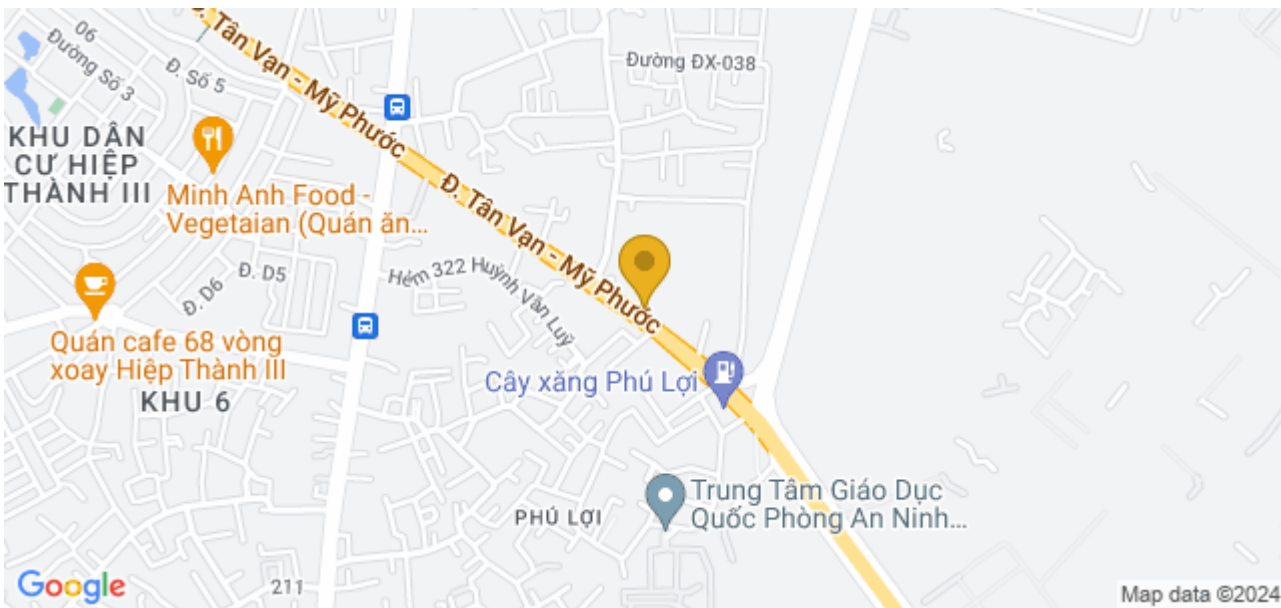 Đ. Tân Vạn - Mỹ Phước
06
Đường Số 3
Đ. Số 5
Đường ĐX-038
KHU DÂN
CƯ HIỆP
THÀNH III
Minh Anh Food -
Vegetaian (Quán ăn...
Đ. Tân Vạn - Mỹ Phước
Hẻm 322 Huỳnh Văn Luỹ
Đ. D5
Đ. D6
Quán cafe 68 vòng
xoay Hiệp Thành III
KHU 6
Cây xăng Phú Lợi
Trung Tâm Giáo Dục
Quốc Phòng An Ninh...
PHÚ LỢI
211
Google
Map data ©2024